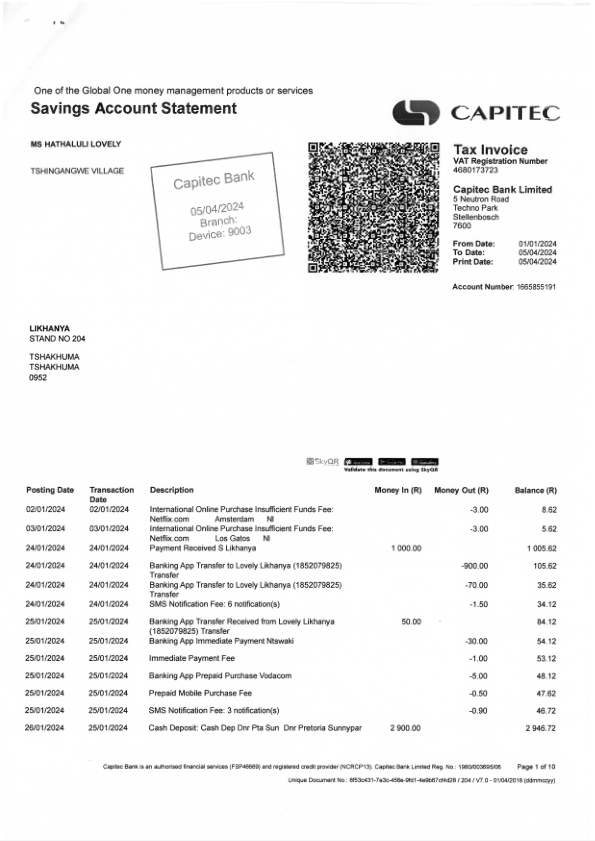 One of the Global One money management products or services
Savings Account Statement
CAPITEC
MS HATHALULI LOVELY
TSHINGANGWE VILLAGE
Capitec Bank
05/04/2024
Branch:
Device: 9003
Tax Invoice
VAT Registration Number
4680173723
Capitec Bank Limited
5 Neutron Road
Techno Park
Stellenbosch
7600
From Date: 01/01/2024
To Date: 05/04/2024
Print Date: 05/04/2024
Account Number: 1665855191
LIKHANYA
STAND NO 204
TSHAKHUMA
TSHAKHUMA
0952
SkyQR
Validate this document using SkyQR
Posting Date Transaction Date Description Money In (R) Money Out (R) Balance (R)
02/01/2024 02/01/2024 International Online Purchase Insufficient Funds Fee: -3.00 8.62
Netflix.com Amsterdam Nl
03/01/2024 03/01/2024 International Online Purchase Insufficient Funds Fee: -3.00 5.62
Netflix.com Los Gatos Nl
24/01/2024 24/01/2024 Payment Received S Likhanya 1 000.00 1 005.62
24/01/2024 24/01/2024 Banking App Transfer to Lovely Likhanya (1852079825) -900.00 105.62
Transfer
24/01/2024 24/01/2024 Banking App Transfer to Lovely Likhanya (1852079825) -70.00 35.62
Transfer
24/01/2024 24/01/2024 SMS Notification Fee: 6 notification(s) -1.50 34.12
25/01/2024 25/01/2024 Banking App Transfer Received from Lovely Likhanya 50.00 84.12
(1852079825) Transfer
25/01/2024 25/01/2024 Banking App Immediate Payment Ntswaki -30.00 54.12
25/01/2024 25/01/2024 Immediate Payment Fee -1.00 53.12
25/01/2024 25/01/2024 Banking App Prepaid Purchase Vodacom -5.00 48.12
25/01/2024 25/01/2024 Prepaid Mobile Purchase Fee -0.50 47.62
25/01/2024 25/01/2024 SMS Notification Fee: 3 notification(s) -0.90 46.72
26/01/2024 25/01/2024 Cash Deposit: Cash Dep Dnr Pta Sun Dnr Pretoria Sunnypar 2 900.00 2 946.72
Capitec Bank is an authorised financial services (FSP46669) and registered credit provider (NCRCP13). Capitec Bank Limited Reg. No.: 1980/003695/06 Page 1 of 10
Unique Document No.: / 204 / V7.0 - 01/04/2016 (ddmmccyy)